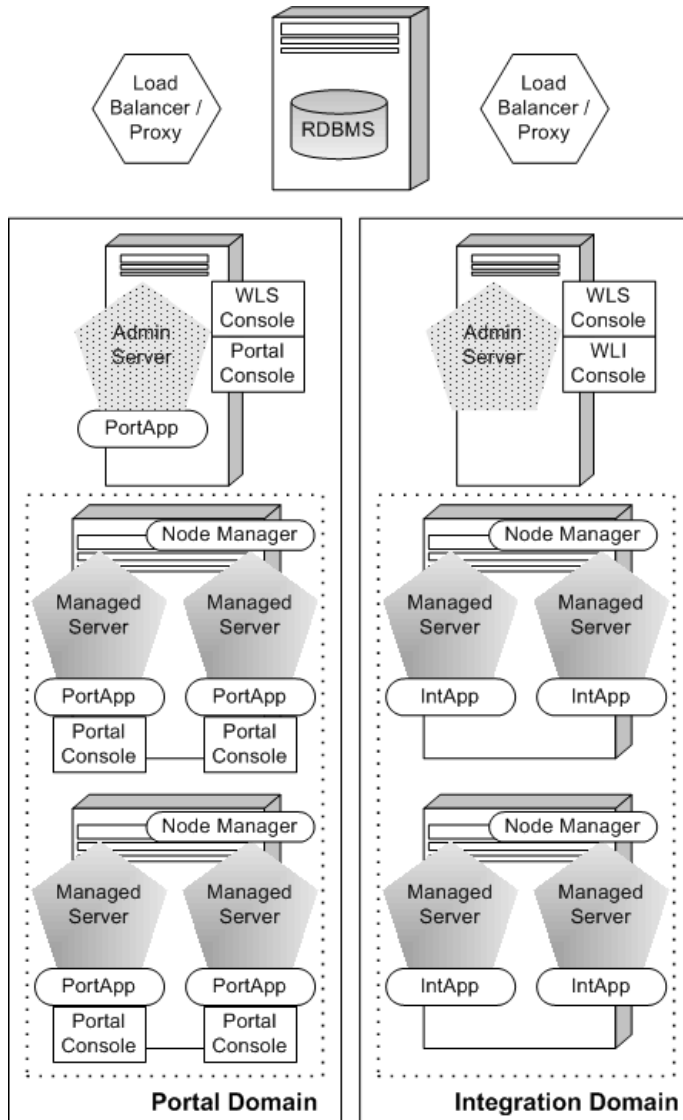 Load
Balancer /
Proxy
RDBMS
Load
Balancer /
Proxy
Admin
Server
WLS
Console
Portal
Console
PortApp
Node Manager
Managed
Server
Managed
Server
PortApp
PortApp
Portal
Console
Portal
Console
Node Manager
Managed
Server
Managed
Server
PortApp
PortApp
Portal
Console
Portal
Console
Portal Domain
Admin
Server
WLS
Console
WLI
Console
Node Manager
Managed
Server
Managed
Server
IntApp
IntApp
Node Manager
Managed
Server
Managed
Server
IntApp
IntApp
Integration Domain